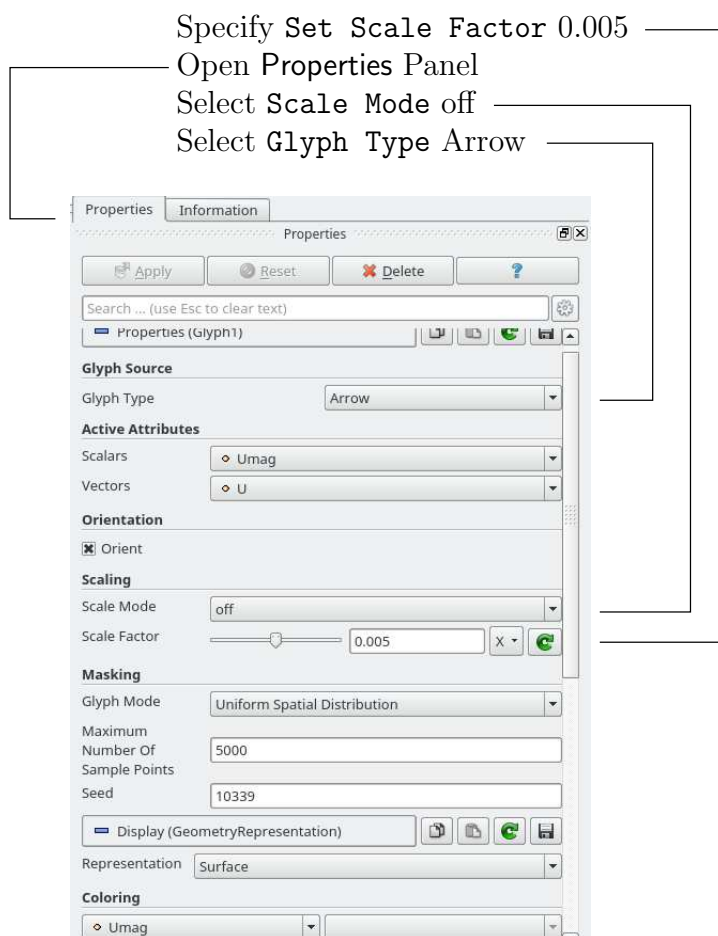 Specify Set Scale Factor 0.005
Open Properties Panel
Select Scale Mode off
Select Glyph Type Arrow
Properties Information
Properties
Apply Reset Delete ?
Search ... (use Esc to clear text)
Properties (Glyph1)
Glyph Source
Glyph Type Arrow
Active Attributes
Scalars Umag
Vectors U
Orientation
Orient
Scaling
Scale Mode off
Scale Factor 0.005 X
Masking
Glyph Mode Uniform Spatial Distribution
Maximum
Number Of 5000
Sample Points
Seed 10339
Display (GeometryRepresentation)
Representation Surface
Coloring
Umag